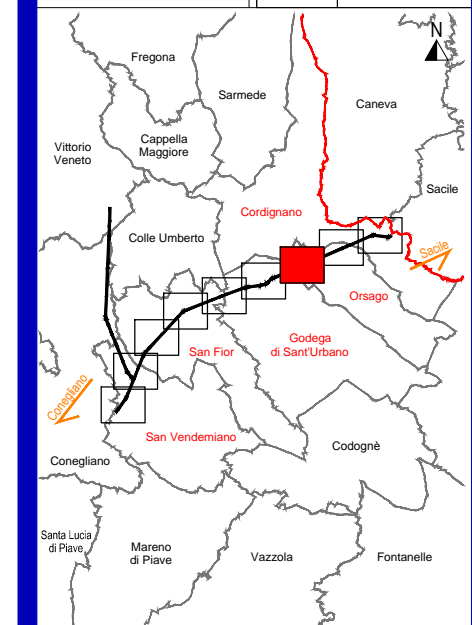 N
Fregona
Sarmede
Caneva
Cappella
Maggiore
Vittorio
Veneto
Sacile
Cordignano
Colle Umberto
Sacile
Orsago
Godega
di Sant'Urbano
San Fior
Conegliano
San Vendemiano
Codognè
Conegliano
Santa Lucia
di Piave
Mareno
di Piave
Vazzola
Fontanelle